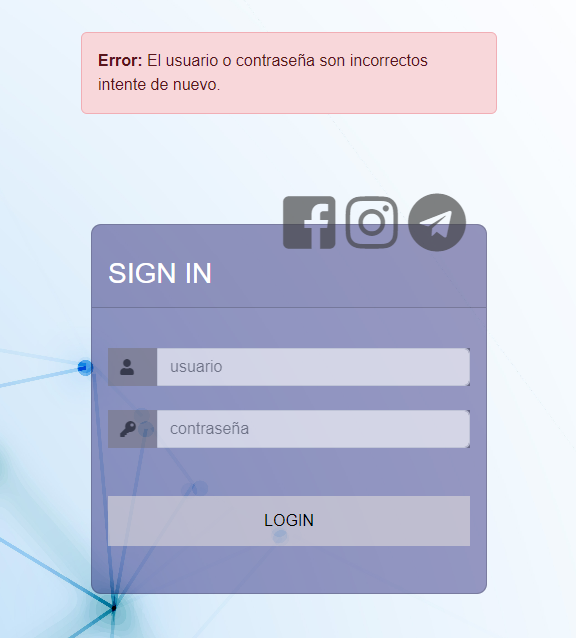 Error: El usuario o contraseña son incorrectos
intente de nuevo.
SIGN IN
usuario
contraseña
LOGIN